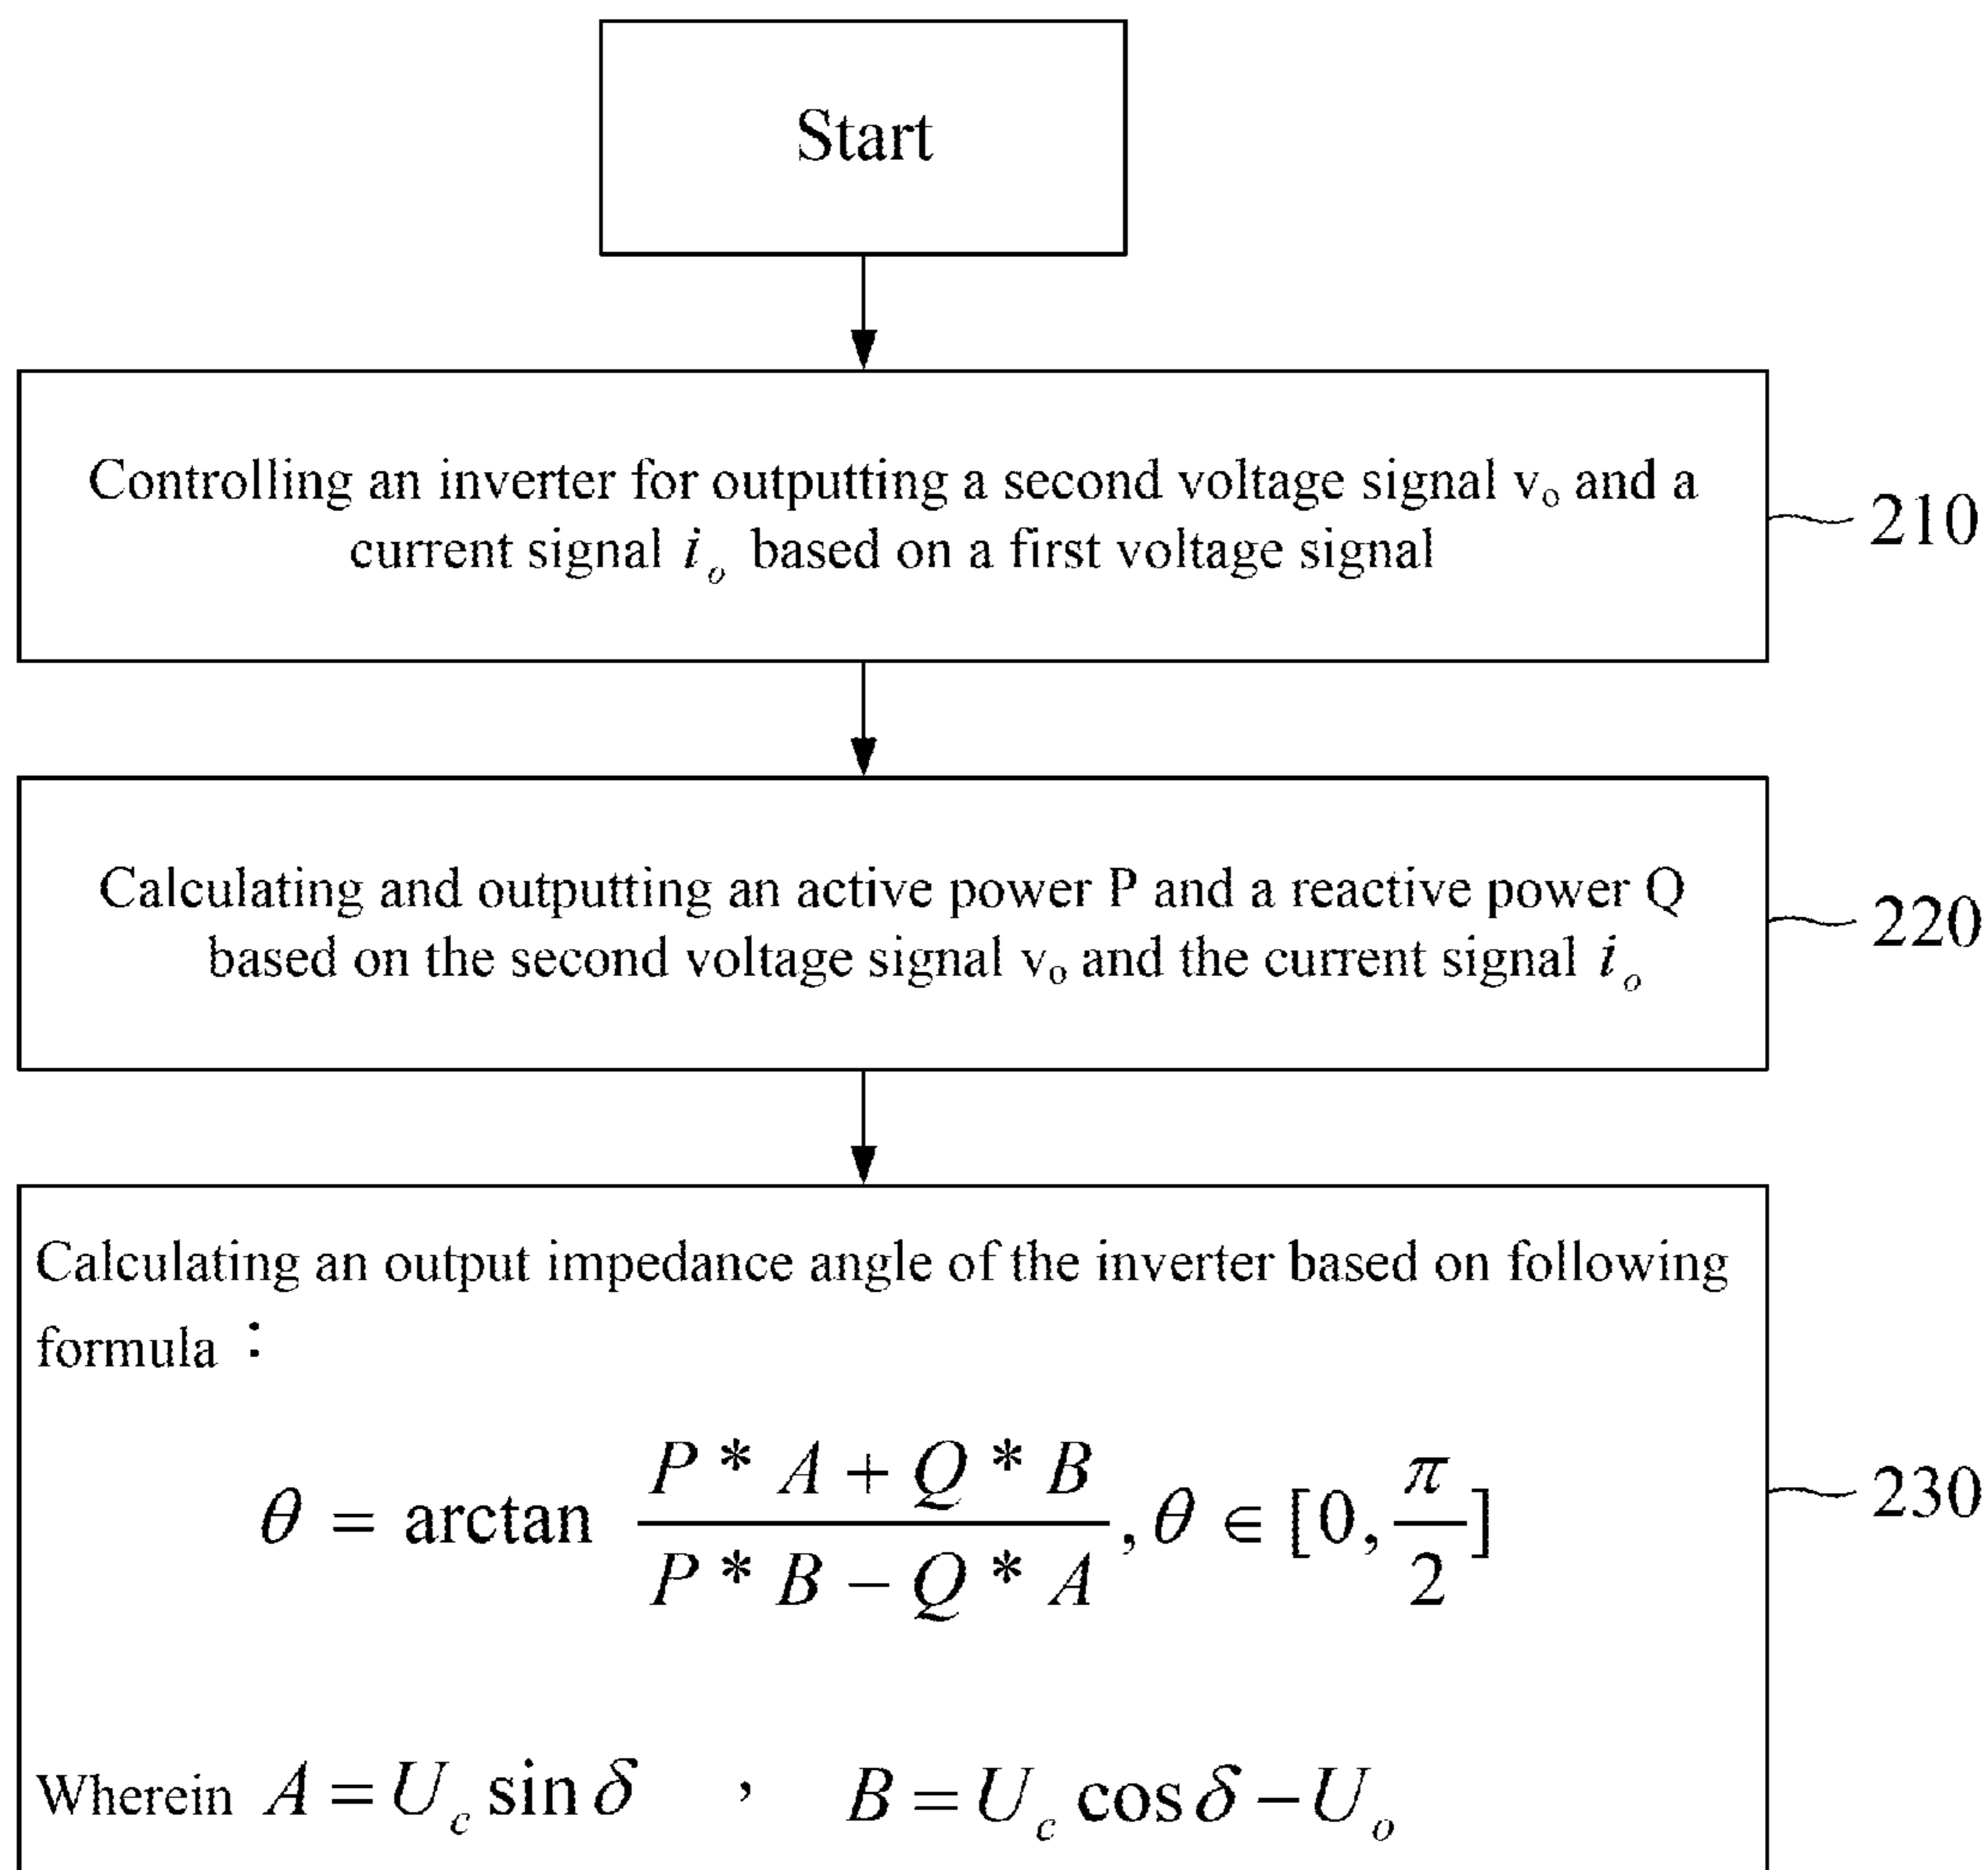 Start
Controlling an inverter for outputting a second voltage signal vₒ and a
current signal iₒ based on a first voltage signal
210
Calculating and outputting an active power P and a reactive power Q
based on the second voltage signal vₒ and the current signal iₒ
220
Calculating an output impedance angle of the inverter based on following
formula：
θ = arctan (P * A + Q * B) / (P * B − Q * A), θ ∈ [0, π/2]
230
Wherein A = U_c sin δ , B = U_c cos δ − U_o